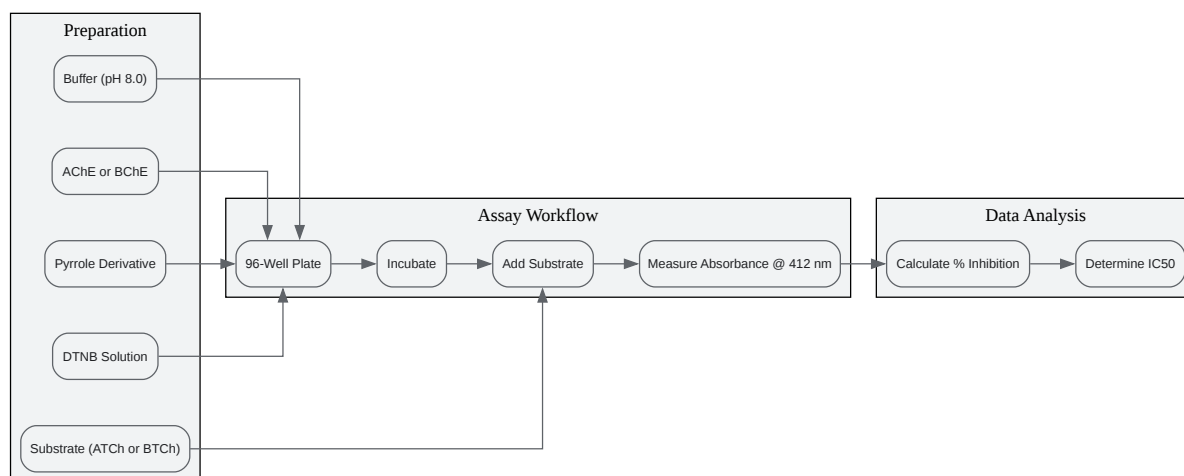 Preparation
Buffer (pH 8.0)
AChE or BChE
Pyrrole Derivative
DTNB Solution
Substrate (ATCh or BTCh)
Assay Workflow
96-Well Plate
Incubate
Add Substrate
Measure Absorbance @ 412 nm
Data Analysis
Calculate % Inhibition
Determine IC50